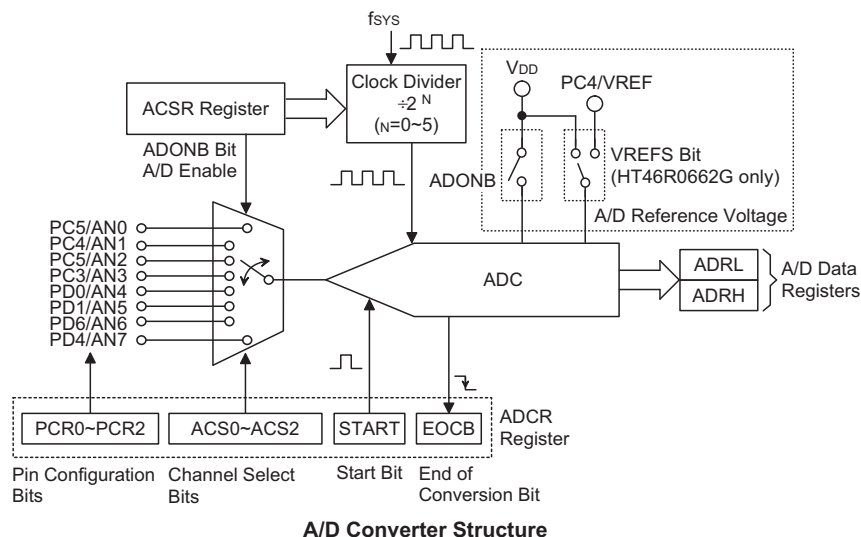 fSYS
Clock Divider
÷2 N
(N=0~5)
ACSR Register
ADONB Bit
A/D Enable
VDD
PC4/VREF
ADONB
VREFS Bit
(HT46R0662G only)
A/D Reference Voltage
PC5/AN0
PC4/AN1
PC5/AN2
PC3/AN3
PD0/AN4
PD1/AN5
PD6/AN6
PD4/AN7
ADC
ADRL
ADRH
A/D Data
Registers
PCR0~PCR2
ACS0~ACS2
START
EOCB
ADCR
Register
Pin Configuration
Bits
Channel Select
Bits
Start Bit
End of
Conversion Bit
A/D Converter Structure